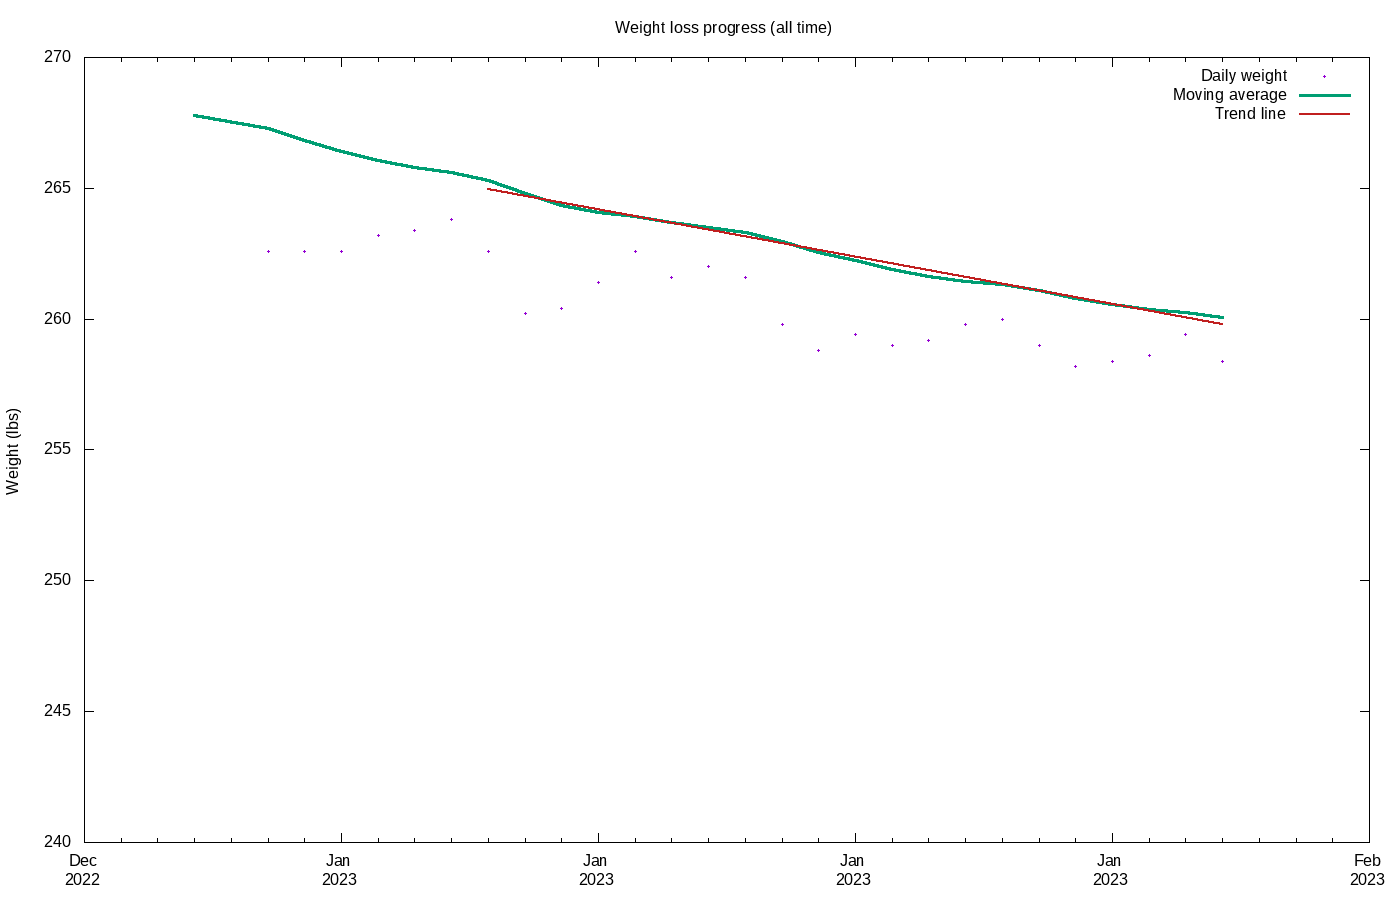 Weight loss progress (all time)
270
265
260
255
250
245
240
Weight (lbs)
Daily weight
Moving average
Trend line
Dec
2022
Jan
2023
Jan
2023
Jan
2023
Jan
2023
Feb
2023